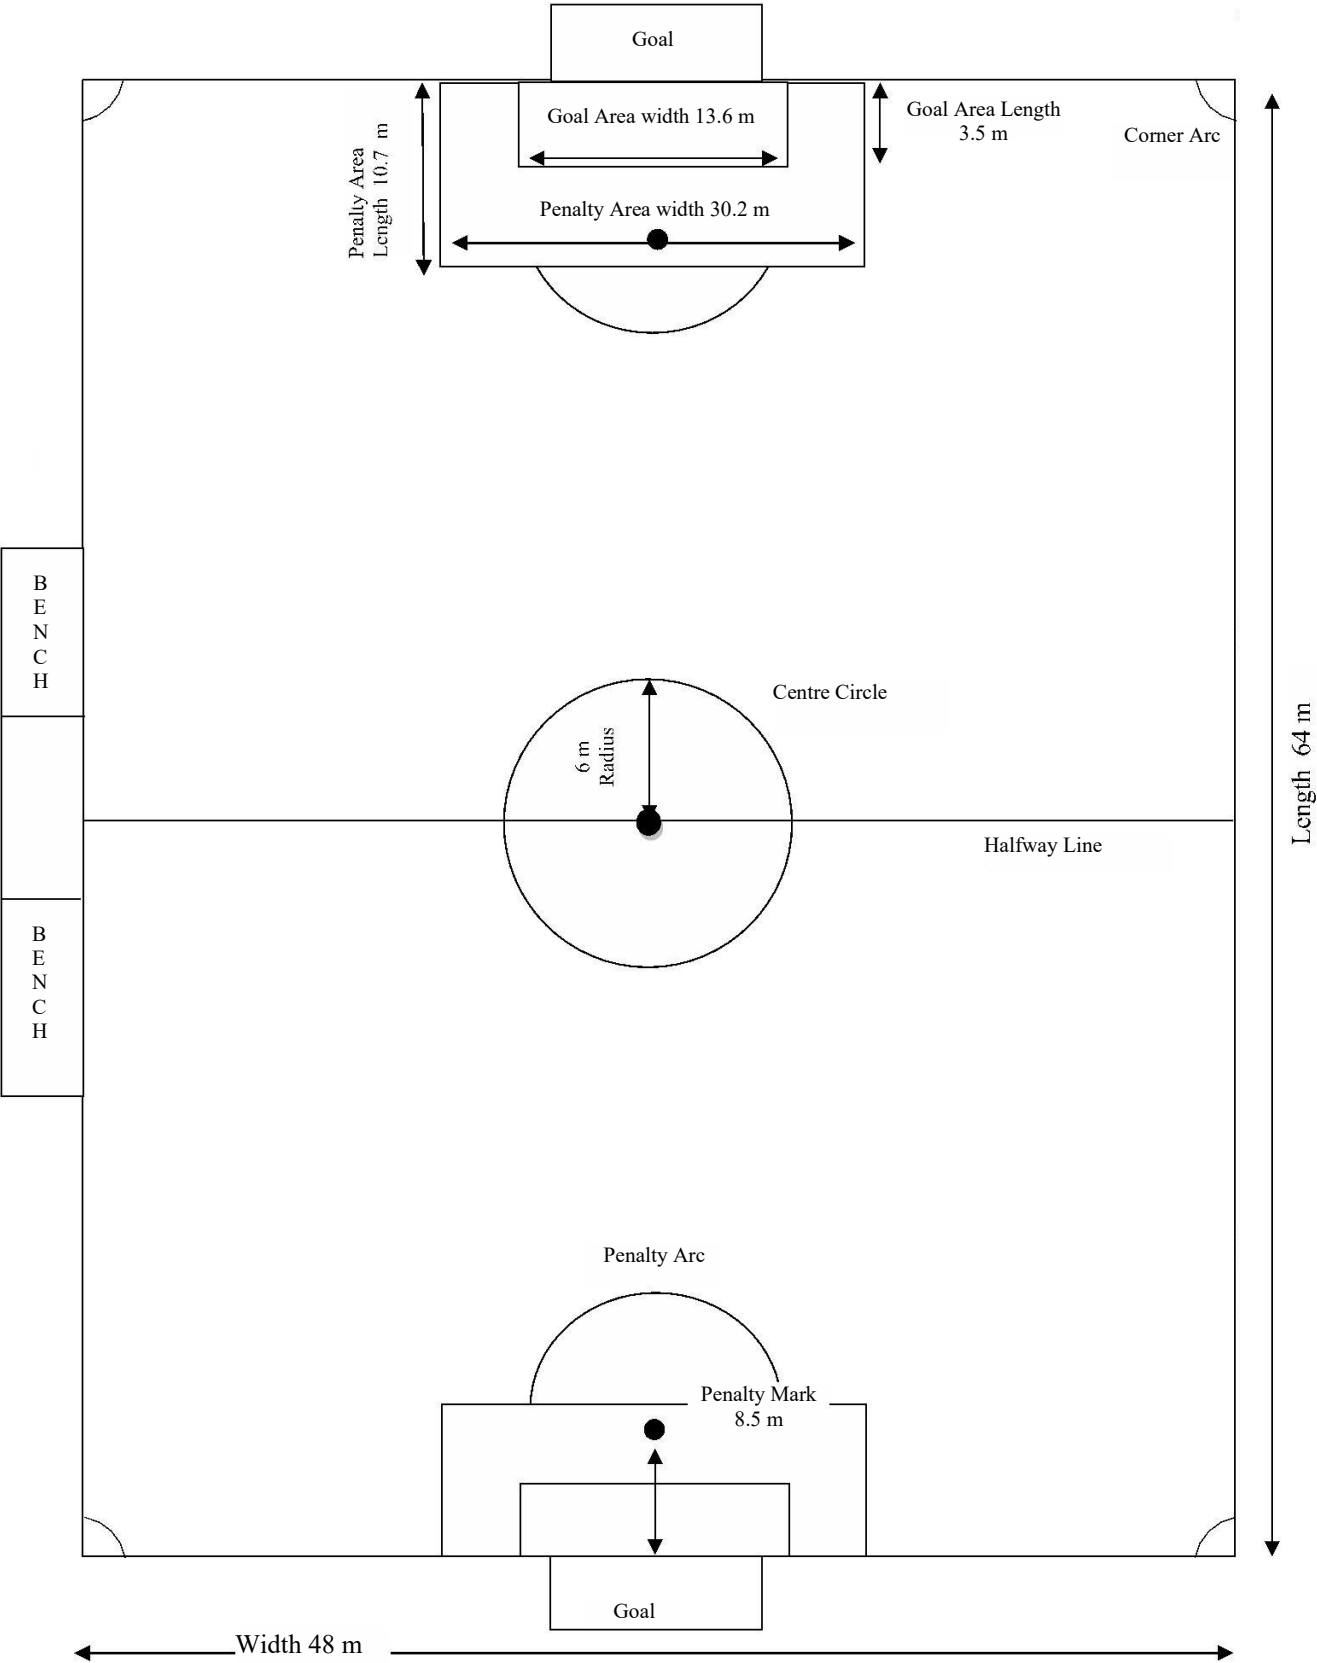 Goal
Goal Area width 13.6 m
Goal Area Length
3.5 m
Corner Arc
Penalty Area
Length 10.7 m
Penalty Area width 30.2 m
B
E
N
C
H
Centre Circle
6 m
Radius
Length 64 m
Halfway Line
B
E
N
C
H
Penalty Arc
Penalty Mark
8.5 m
Goal
Width 48 m